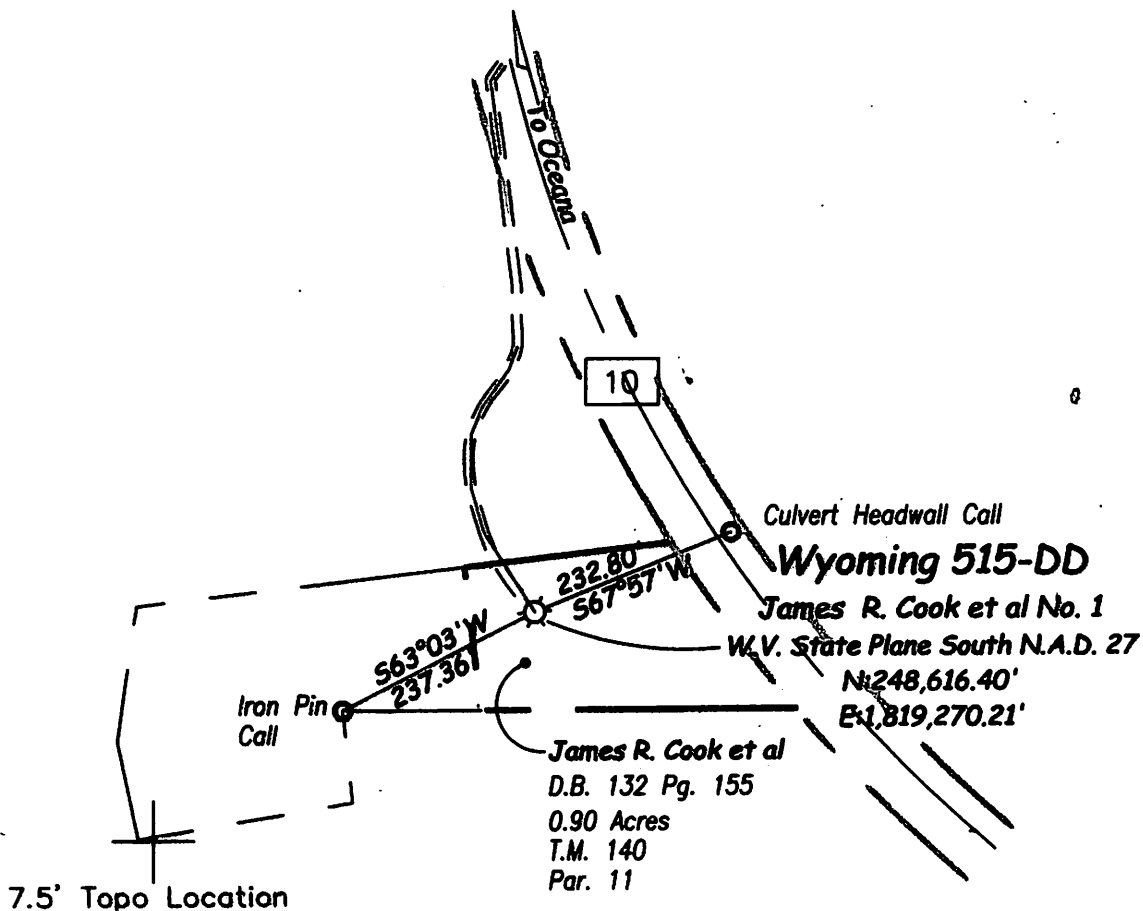 To Oceana
10
Culvert Headwall Call
Wyoming 515-DD
James R. Cook et al No. 1
W.V. State Plane South N.A.D. 27
N:248,616.40'
E:1,819,270.21'
232.80'
S67°57'W
S63°03'W
237.36'
Iron Pin
Call
James R. Cook et al
D.B. 132 Pg. 155
0.90 Acres
T.M. 140
Par. 11
7.5' Topo Location